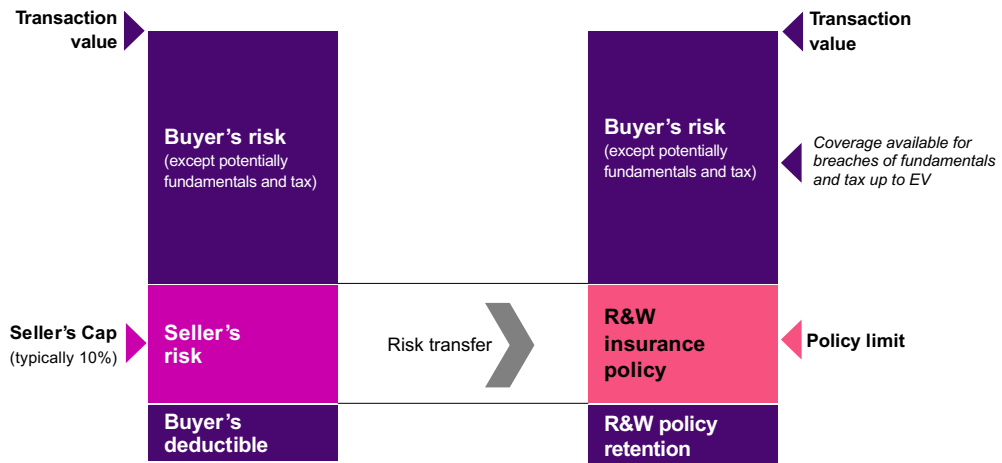 Transaction
value
Buyer’s risk
(except potentially
fundamentals and tax)
Seller’s Cap
(typically 10%)
Seller’s
risk
Buyer’s
deductible
Risk transfer
Transaction
value
Buyer’s risk
(except potentially
fundamentals and tax)
Coverage available for
breaches of fundamentals
and tax up to EV
R&W
insurance
policy
Policy limit
R&W policy
retention